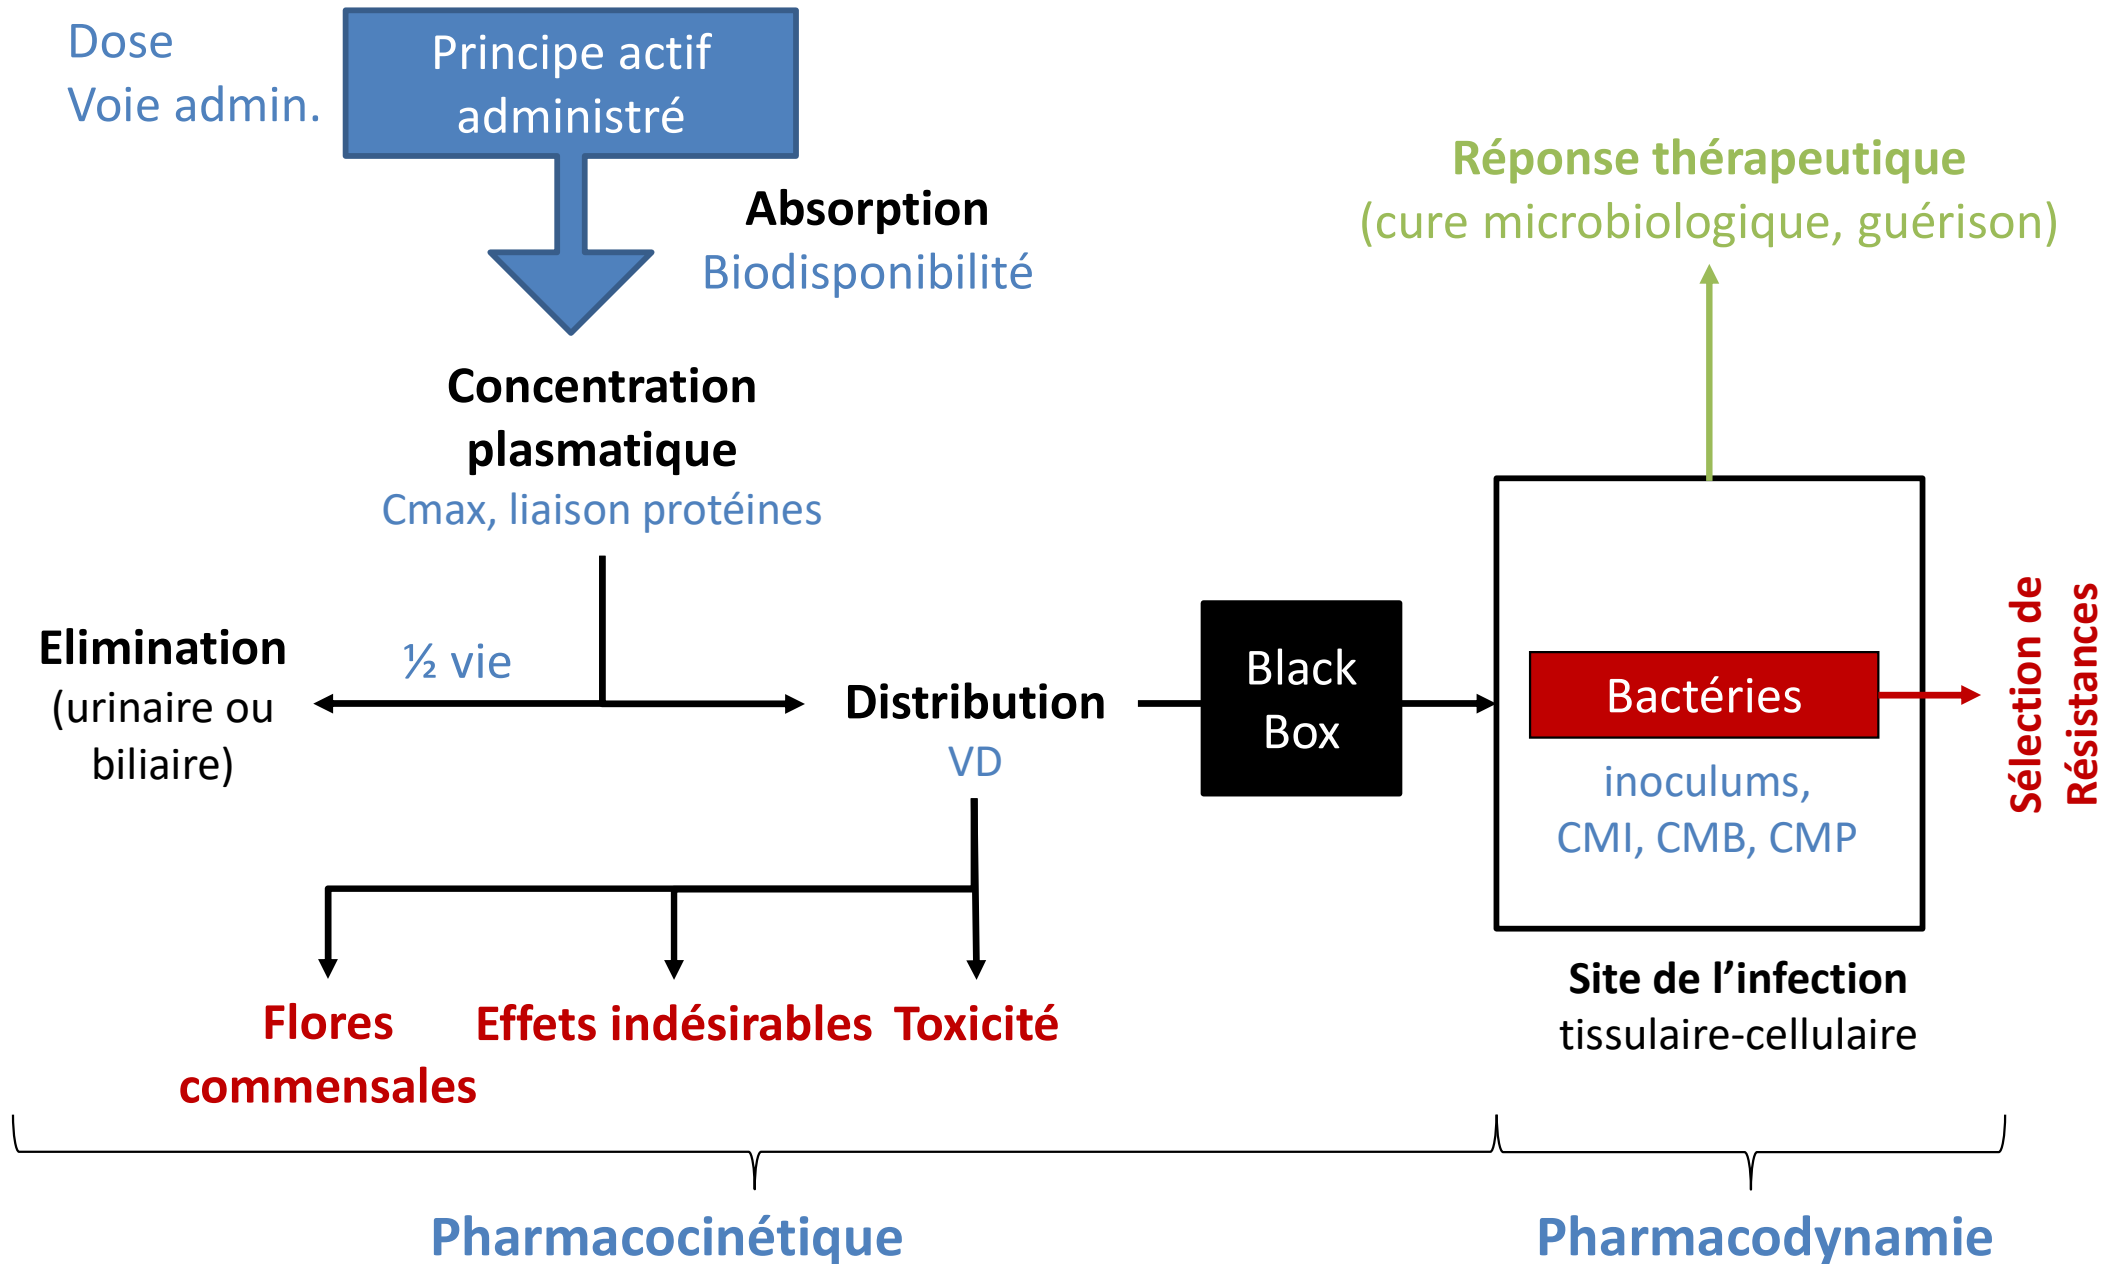 Dose
Voie admin.
Principe actif
administré
Absorption
Biodisponibilité
Réponse thérapeutique
(cure microbiologique, guérison)
Concentration
plasmatique
Cmax, liaison protéines
Elimination
(urinaire ou
biliaire)
½ vie
Distribution
VD
Black
Box
Bactéries
inoculums,
CMI, CMB, CMP
Sélection de
Résistances
Site de l’infection
tissulaire-cellulaire
Flores
commensales
Effets indésirables
Toxicité
Pharmacocinétique
Pharmacodynamie